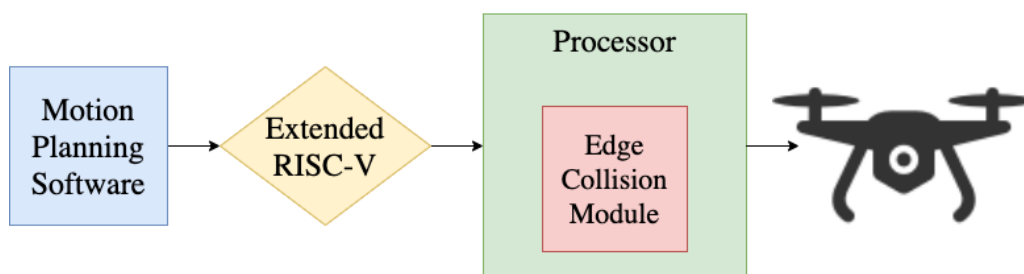 Motion
Planning
Software
Extended
RISC-V
Processor
Edge
Collision
Module